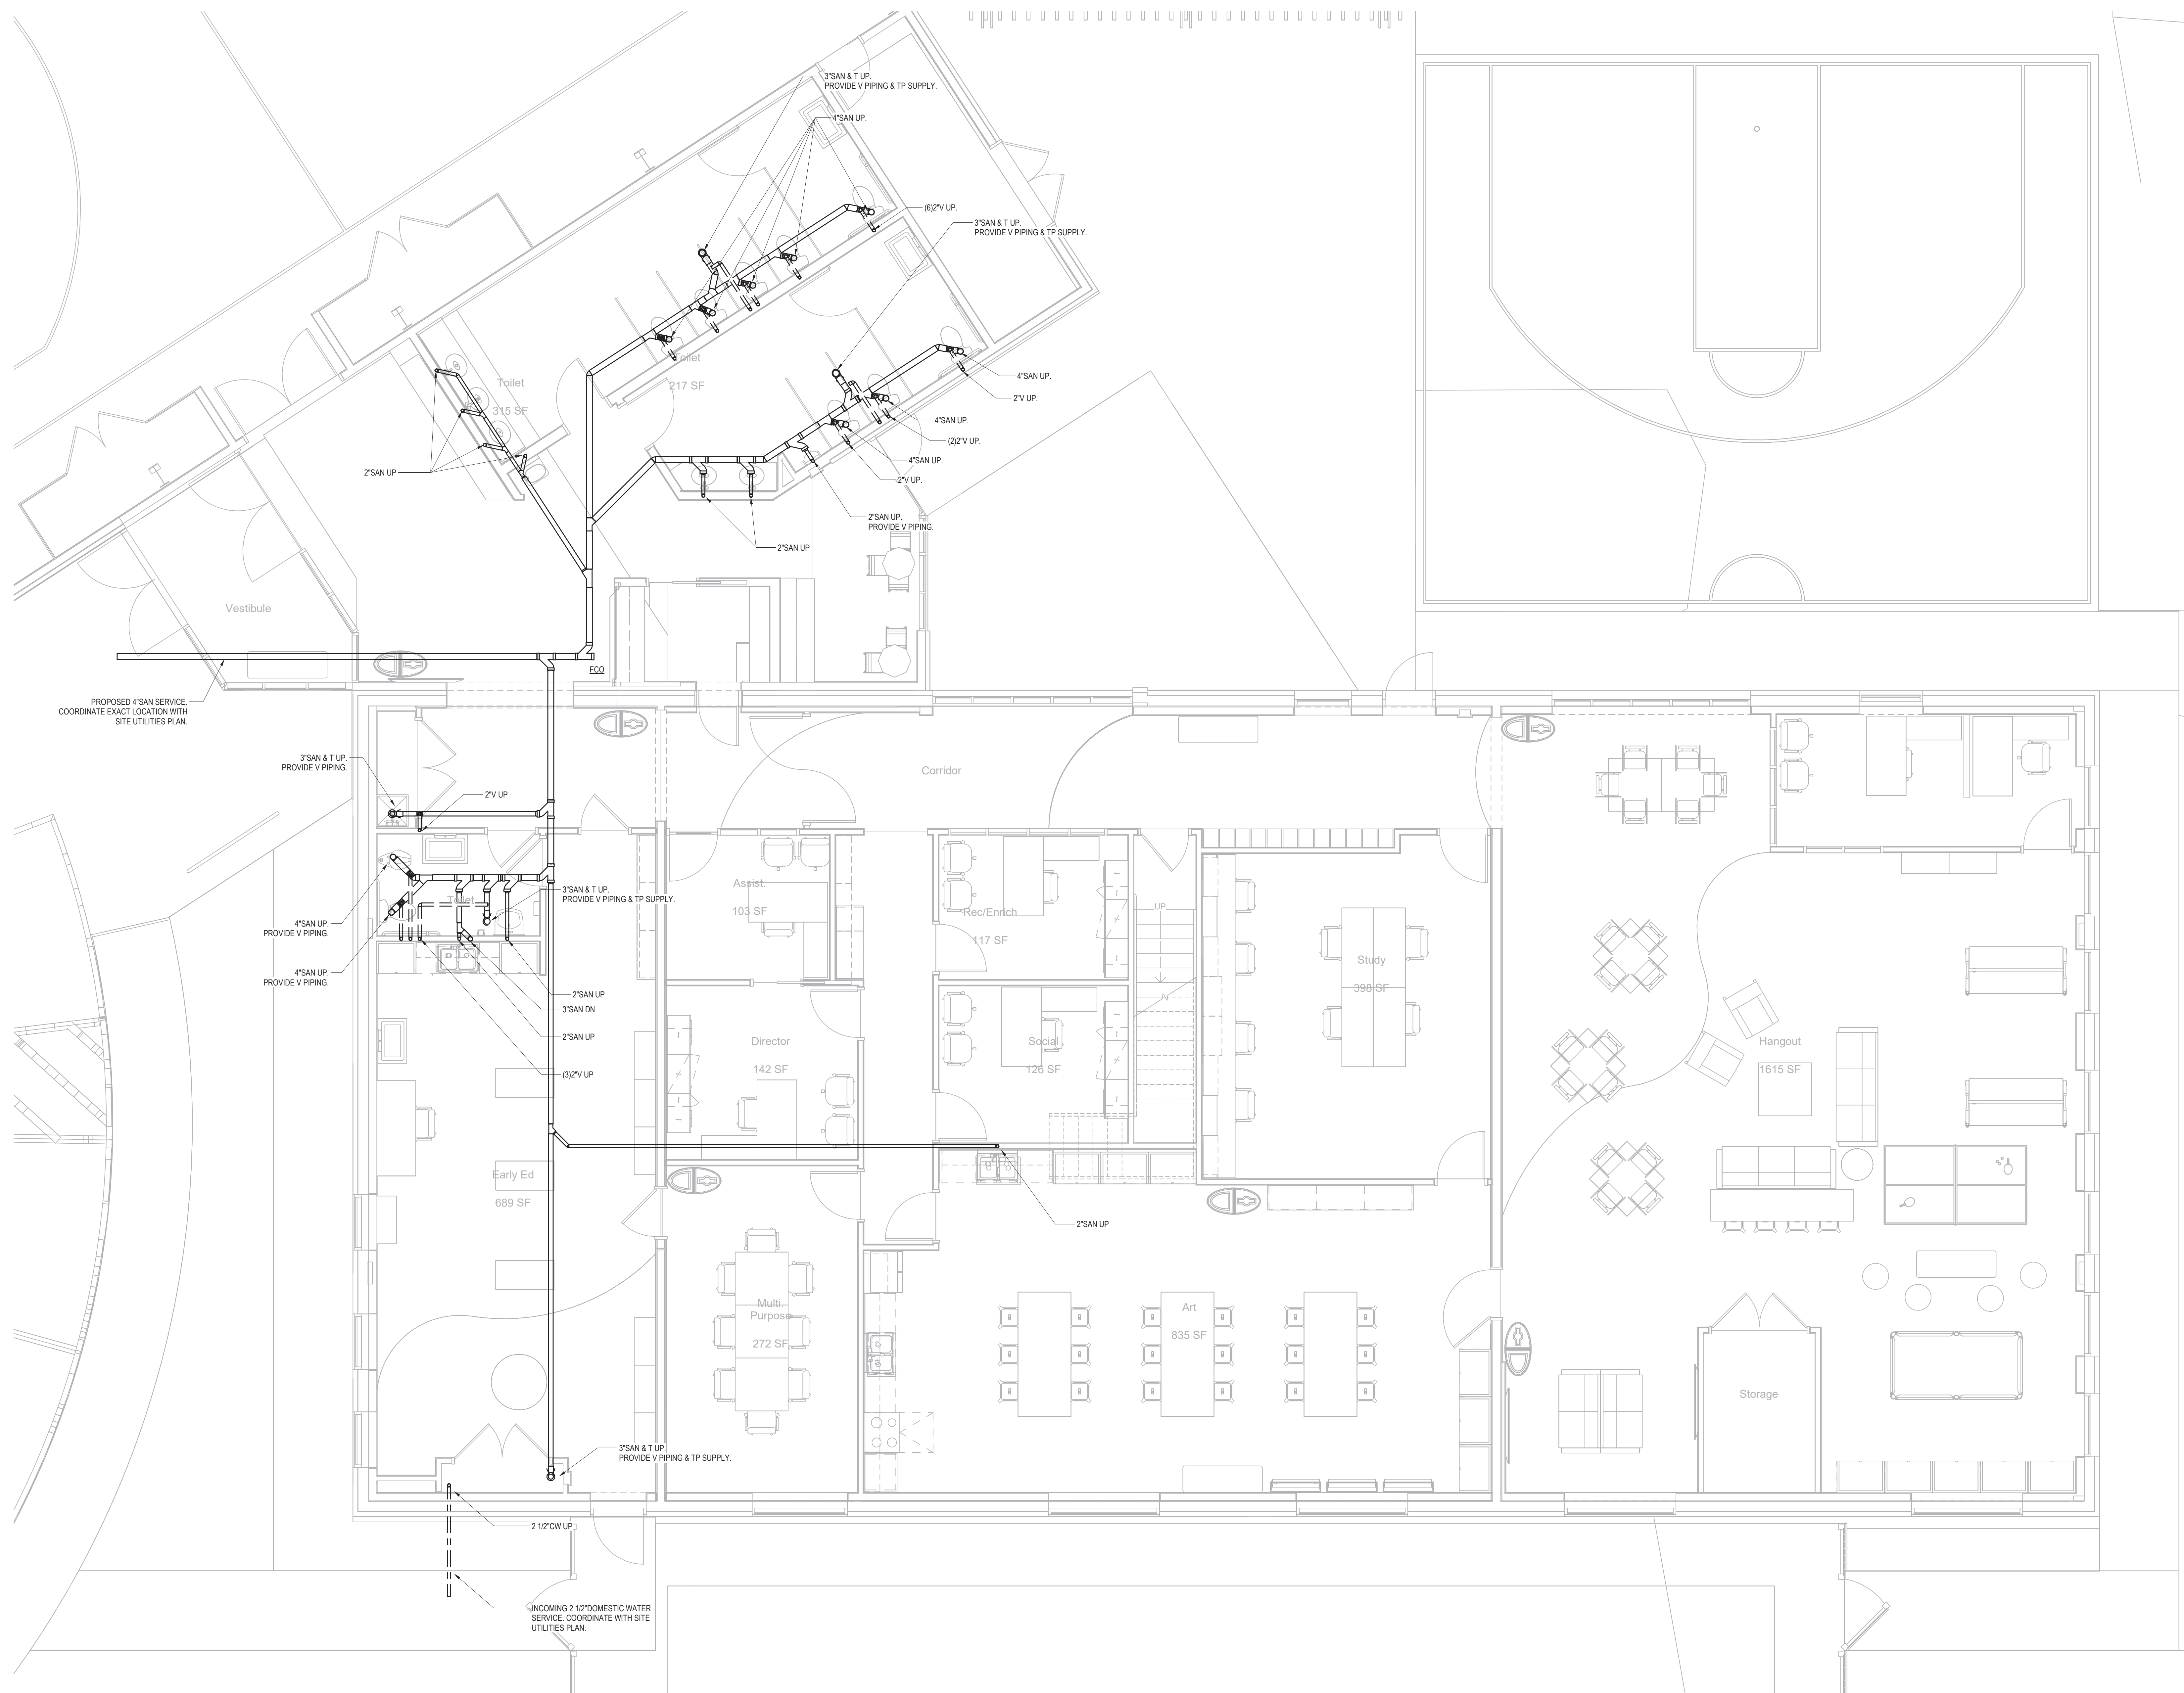 3"SAN & T UP.
PROVIDE V PIPING & TP SUPPLY.
4"SAN UP.
(6)2"V UP.
3"SAN & T UP.
PROVIDE V PIPING & TP SUPPLY.
Toilet
217 SF
Toilet
315 SF
4"SAN UP.
2"V UP.
4"SAN UP.
(2)2"V UP.
4"SAN UP.
2"V UP.
2"SAN UP
2"SAN UP.
PROVIDE V PIPING.
2"SAN UP
Vestibule
FCO
PROPOSED 4"SAN SERVICE.
COORDINATE EXACT LOCATION WITH
SITE UTILITIES PLAN.
3"SAN & T UP.
PROVIDE V PIPING.
Corridor
2"V UP
Assist.
103 SF
3"SAN & T UP.
PROVIDE V PIPING & TP SUPPLY.
Toilet
Rec/Enrich
117 SF
UP
4"SAN UP.
PROVIDE V PIPING.
Study
398 SF
4"SAN UP.
PROVIDE V PIPING.
2"SAN UP
3"SAN DN
2"SAN UP
(3)2"V UP
Director
142 SF
Social
126 SF
Hangout
1615 SF
Early Ed
689 SF
2"SAN UP
Multi.
Purpose
272 SF
Art
835 SF
Storage
3"SAN & T UP.
PROVIDE V PIPING & TP SUPPLY.
2 1/2"CW UP
INCOMING 2 1/2"DOMESTIC WATER
SERVICE. COORDINATE WITH SITE
UTILITIES PLAN.